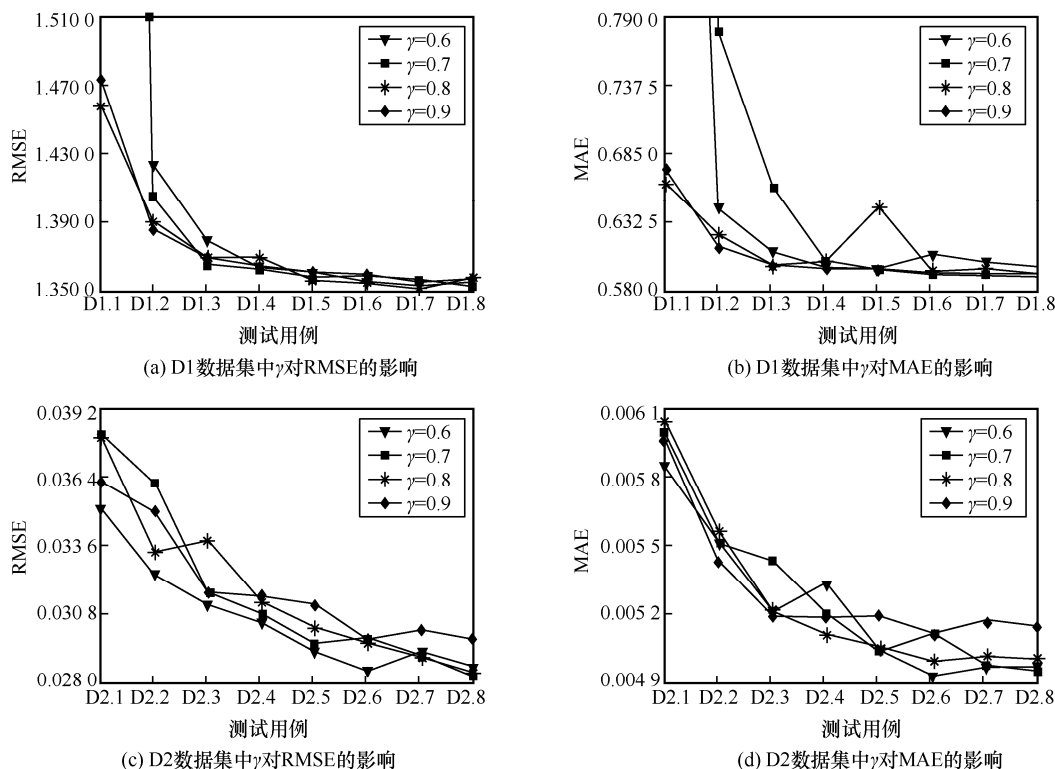 1.510 0
1.470 0
1.430 0
1.390 0
1.350 0
RMSE
γ=0.6
γ=0.7
γ=0.8
γ=0.9
D1.1 D1.2 D1.3 D1.4 D1.5 D1.6 D1.7 D1.8
测试用例
(a) D1数据集中γ对RMSE的影响
0.790 0
0.737 5
0.685 0
0.632 5
0.580 0
MAE
γ=0.6
γ=0.7
γ=0.8
γ=0.9
D1.1 D1.2 D1.3 D1.4 D1.5 D1.6 D1.7 D1.8
测试用例
(b) D1数据集中γ对MAE的影响
0.039 2
0.036 4
0.033 6
0.030 8
0.028 0
RMSE
γ=0.6
γ=0.7
γ=0.8
γ=0.9
D2.1 D2.2 D2.3 D2.4 D2.5 D2.6 D2.7 D2.8
测试用例
(c) D2数据集中γ对RMSE的影响
0.006 1
0.005 8
0.005 5
0.005 2
0.004 9
MAE
γ=0.6
γ=0.7
γ=0.8
γ=0.9
D2.1 D2.2 D2.3 D2.4 D2.5 D2.6 D2.7 D2.8
测试用例
(d) D2数据集中γ对MAE的影响